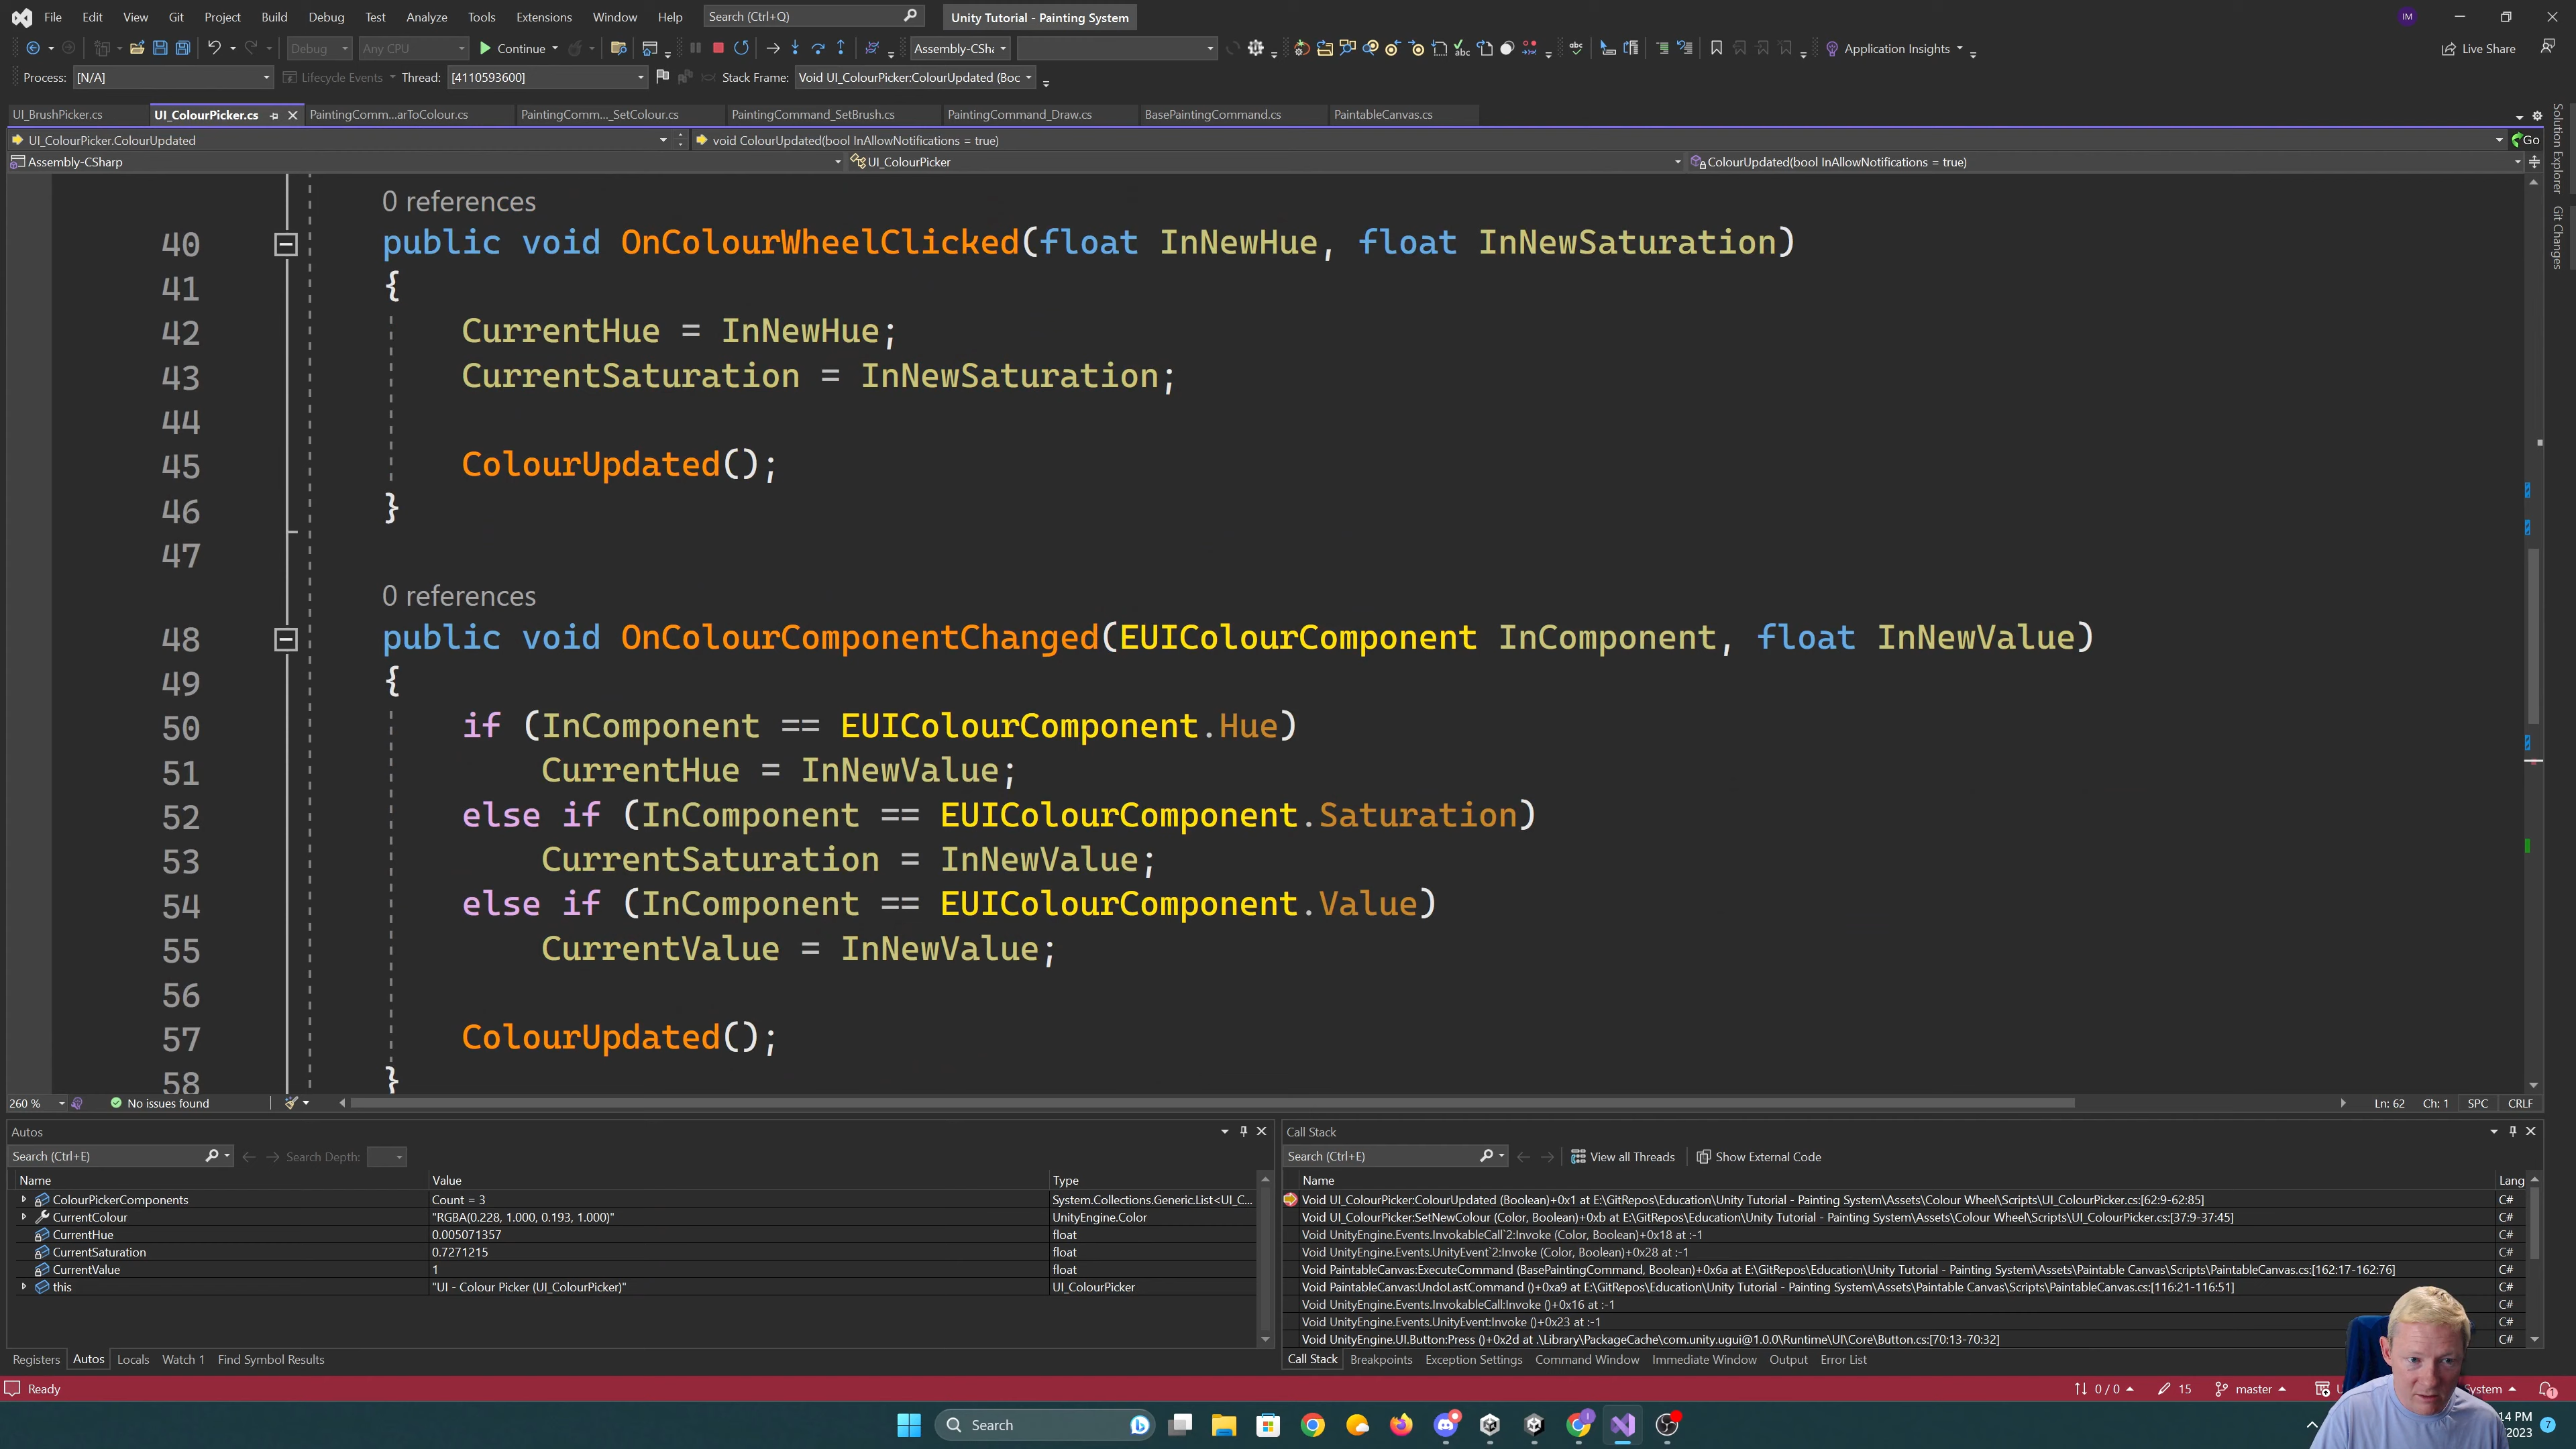 File Edit View Git Project Build Debug Test Analyze Tools Extensions Window Help Search (Ctrl+Q) Unity Tutorial - Painting System IM
Debug Any CPU Continue Assembly-CSha Application Insights Live Share
Process: [N/A] Lifecycle Events Thread: [4110593600] Stack Frame: Void UI_ColourPicker:ColourUpdated (Boc
UI_BrushPicker.cs UI_ColourPicker.cs PaintingComm...arToColour.cs PaintingComm..._SetColour.cs PaintingCommand_SetBrush.cs PaintingCommand_Draw.cs BasePaintingCommand.cs PaintableCanvas.cs
UI_ColourPicker.ColourUpdated void ColourUpdated(bool InAllowNotifications = true) Go
Assembly-CSharp UI_ColourPicker ColourUpdated(bool InAllowNotifications = true)
Solution Explorer
Git Changes
0 references
40 public void OnColourWheelClicked(float InNewHue, float InNewSaturation)
41 {
42 CurrentHue = InNewHue;
43 CurrentSaturation = InNewSaturation;
44
45 ColourUpdated();
46 }
47
0 references
48 public void OnColourComponentChanged(EUIColourComponent InComponent, float InNewValue)
49 {
50 if (InComponent == EUIColourComponent.Hue)
51 CurrentHue = InNewValue;
52 else if (InComponent == EUIColourComponent.Saturation)
53 CurrentSaturation = InNewValue;
54 else if (InComponent == EUIColourComponent.Value)
55 CurrentValue = InNewValue;
56
57 ColourUpdated();
58 }
260 % No issues found Ln: 62 Ch: 1 SPC CRLF
Autos
Search (Ctrl+E) Search Depth:
Name Value Type
ColourPickerComponents Count = 3 System.Collections.Generic.List<UI_C...
CurrentColour "RGBA(0.228, 1.000, 0.193, 1.000)" UnityEngine.Color
CurrentHue 0.005071357 float
CurrentSaturation 0.7271215 float
CurrentValue 1 float
this "UI - Colour Picker (UI_ColourPicker)" UI_ColourPicker
Registers Autos Locals Watch 1 Find Symbol Results
Call Stack
Search (Ctrl+E) View all Threads Show External Code
Name Lang
Void UI_ColourPicker:ColourUpdated (Boolean)+0x1 at E:\GitRepos\Education\Unity Tutorial - Painting System\Assets\Colour Wheel\Scripts\UI_ColourPicker.cs:[62:9-62:85] C#
Void UI_ColourPicker:SetNewColour (Color, Boolean)+0xb at E:\GitRepos\Education\Unity Tutorial - Painting System\Assets\Colour Wheel\Scripts\UI_ColourPicker.cs:[37:9-37:45] C#
Void UnityEngine.Events.InvokableCall`2:Invoke (Color, Boolean)+0x18 at :-1 C#
Void UnityEngine.Events.UnityEvent`2:Invoke (Color, Boolean)+0x28 at :-1 C#
Void PaintableCanvas:ExecuteCommand (BasePaintingCommand, Boolean)+0x6a at E:\GitRepos\Education\Unity Tutorial - Painting System\Assets\Paintable Canvas\Scripts\PaintableCanvas.cs:[162:17-162:76] C#
Void PaintableCanvas:UndoLastCommand ()+0xa9 at E:\GitRepos\Education\Unity Tutorial - Painting System\Assets\Paintable Canvas\Scripts\PaintableCanvas.cs:[116:21-116:51] C#
Void UnityEngine.Events.InvokableCall:Invoke ()+0x16 at :-1 C#
Void UnityEngine.Events.UnityEvent:Invoke ()+0x23 at :-1 C#
Void UnityEngine.UI.Button:Press ()+0x2d at .\Library\PackageCache\com.unity.ugui@1.0.0\Runtime\UI\Core\Button.cs:[70:13-70:32] C#
Call Stack Breakpoints Exception Settings Command Window Immediate Window Output Error List
Ready 0 / 0 15 master System 1
Search 14 PM 7
2023